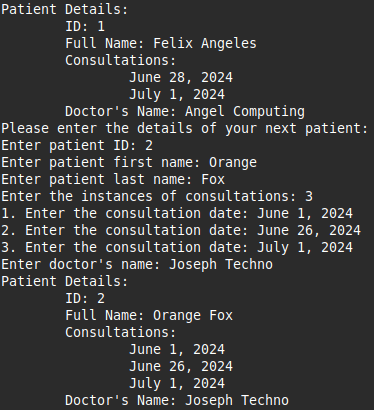 Patient Details:
ID: 1
Full Name: Felix Angeles
Consultations:
June 28, 2024
July 1, 2024
Doctor's Name: Angel Computing
Please enter the details of your next patient:
Enter patient ID: 2
Enter patient first name: Orange
Enter patient last name: Fox
Enter the instances of consultations: 3
1. Enter the consultation date: June 1, 2024
2. Enter the consultation date: June 26, 2024
3. Enter the consultation date: July 1, 2024
Enter doctor's name: Joseph Techno
Patient Details:
ID: 2
Full Name: Orange Fox
Consultations:
June 1, 2024
June 26, 2024
July 1, 2024
Doctor's Name: Joseph Techno